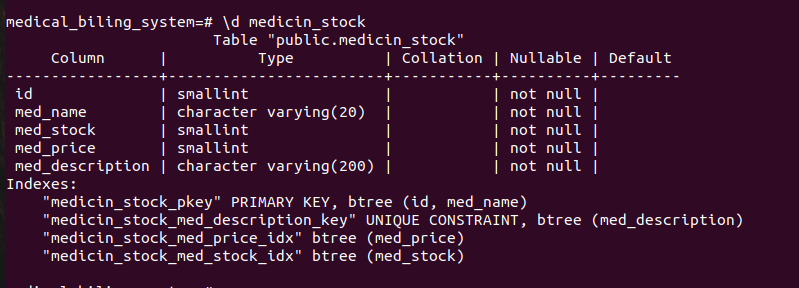 medical_biling_system=# \d medicin_stock
                       Table "public.medicin_stock"
     Column      |          Type          | Collation | Nullable | Default
-----------------+------------------------+-----------+----------+---------
 id              | smallint               |           | not null |
 med_name        | character varying(20)  |           | not null |
 med_stock       | smallint               |           | not null |
 med_price       | smallint               |           | not null |
 med_description | character varying(200) |           | not null |
Indexes:
    "medicin_stock_pkey" PRIMARY KEY, btree (id, med_name)
    "medicin_stock_med_description_key" UNIQUE CONSTRAINT, btree (med_description)
    "medicin_stock_med_price_idx" btree (med_price)
    "medicin_stock_med_stock_idx" btree (med_stock)